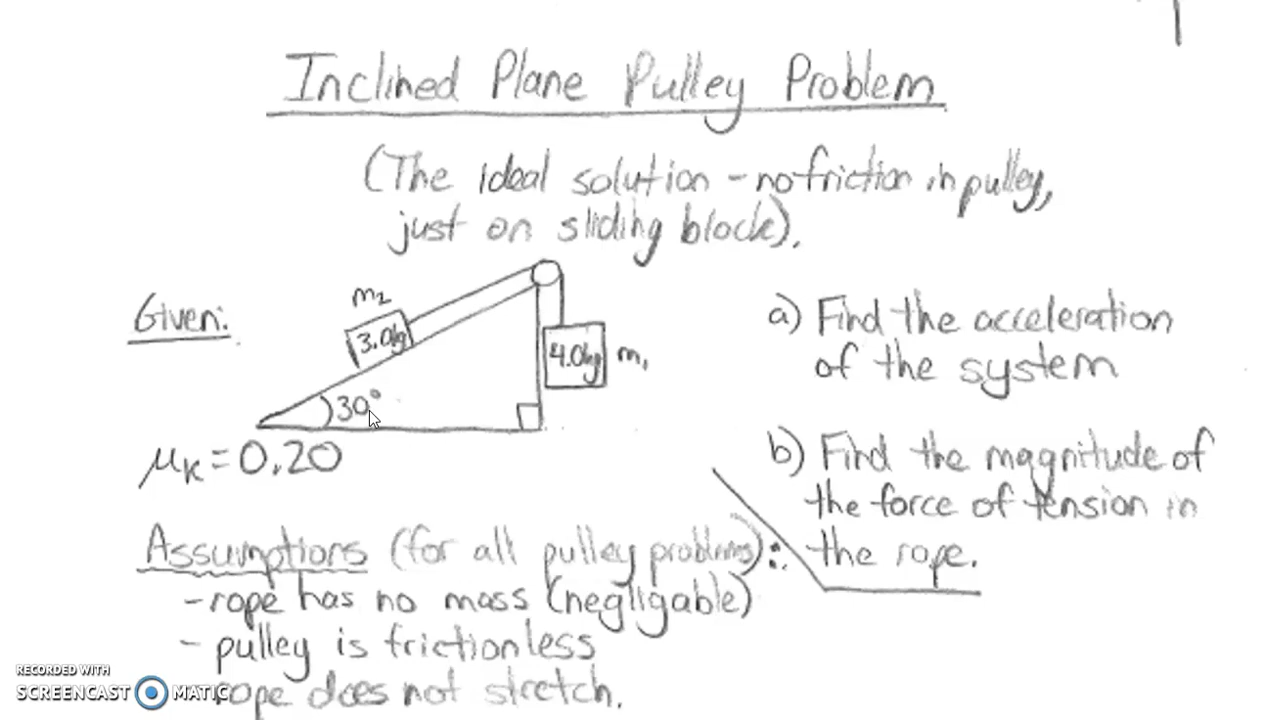 Inclined Plane Pulley Problem
(The ideal solution - no friction in pulley,
just on sliding block).
Given:
m₂
3.0kg
4.0kg m₁
30°
μₖ = 0.20
a) Find the acceleration
of the system
b) Find the magnitude of
the force of tension in
the rope.
Assumptions (for all pulley problems):
- rope has no mass (negligable)
- pulley is frictionless
rope does not stretch.
RECORDED WITH
SCREENCAST MATIC